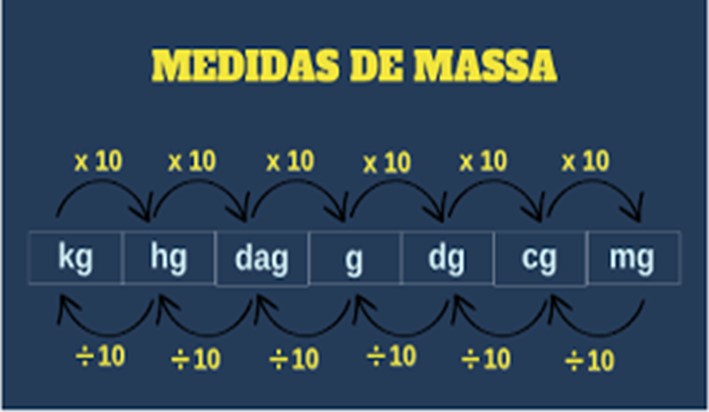 MEDIDAS DE MASSA
x 10 x 10 x 10 x 10 x 10 x 10
kg hg dag g dg cg mg
÷10 ÷10 ÷10 ÷10 ÷10 ÷10